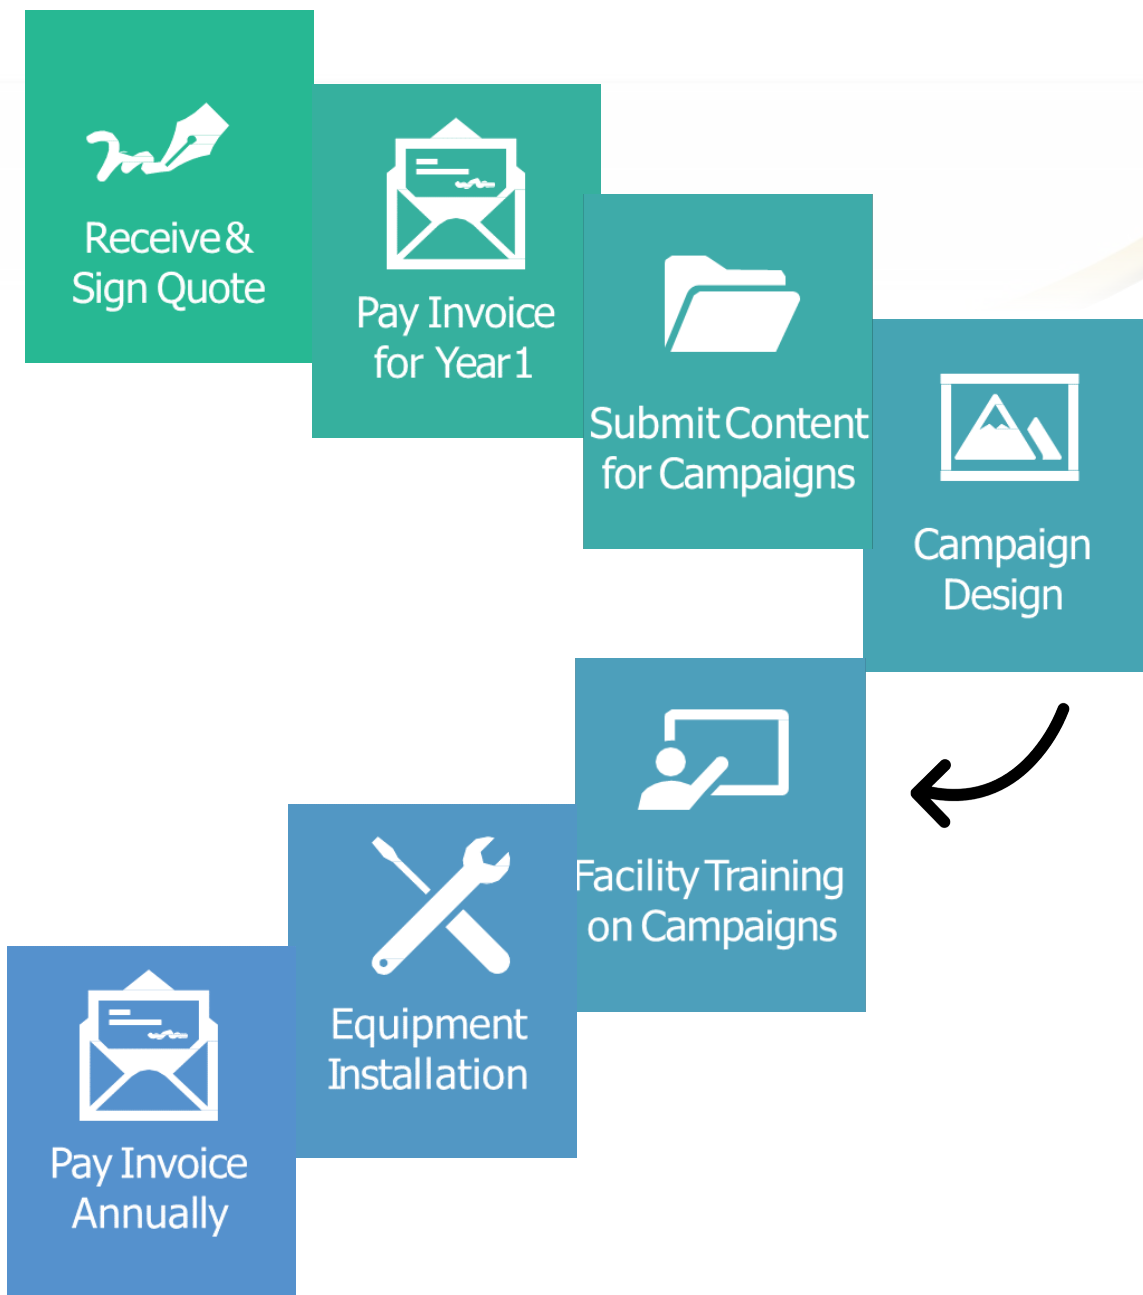 Receive &
Sign Quote
Pay Invoice
for Year 1
Submit Content
for Campaigns
Campaign
Design
Facility Training
on Campaigns
Equipment
Installation
Pay Invoice
Annually